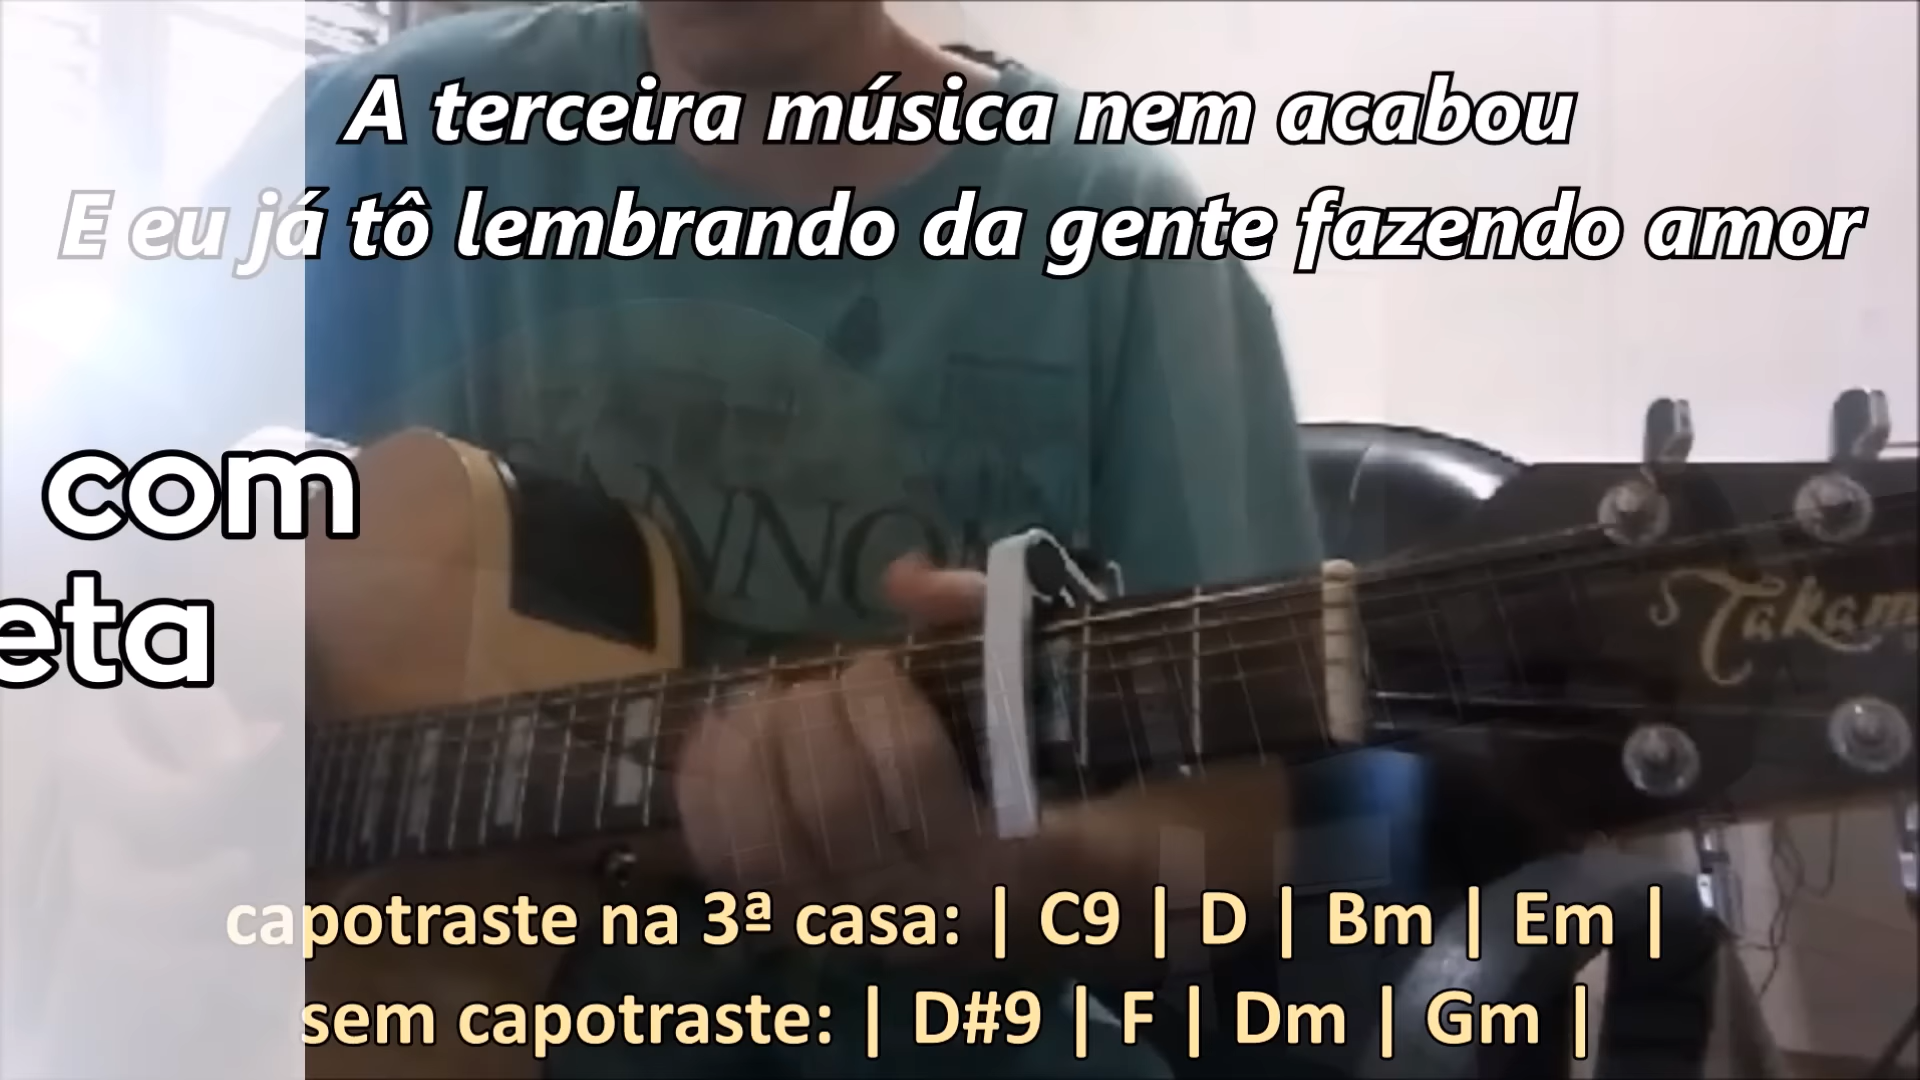 A terceira música nem acabou
E eu já tô lembrando da gente fazendo amor
com
eta
capotraste na 3ª casa: | C9 | D | Bm | Em |
sem capotraste: | D#9 | F | Dm | Gm |